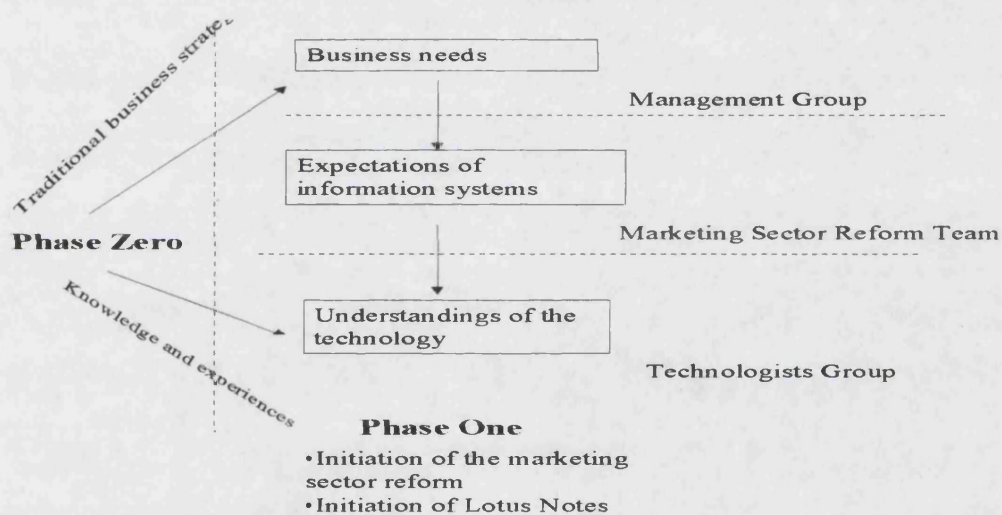 Traditional business
Business needs
Management Group
Expectations of
information systems
Phase Zero
Marketing Sector Reform Team
Knowledge and experiences
Understandings of the
technology
Technologists Group
Phase One
•Initiation of the marketing
sector reform
•Initiation of Lotus Notes